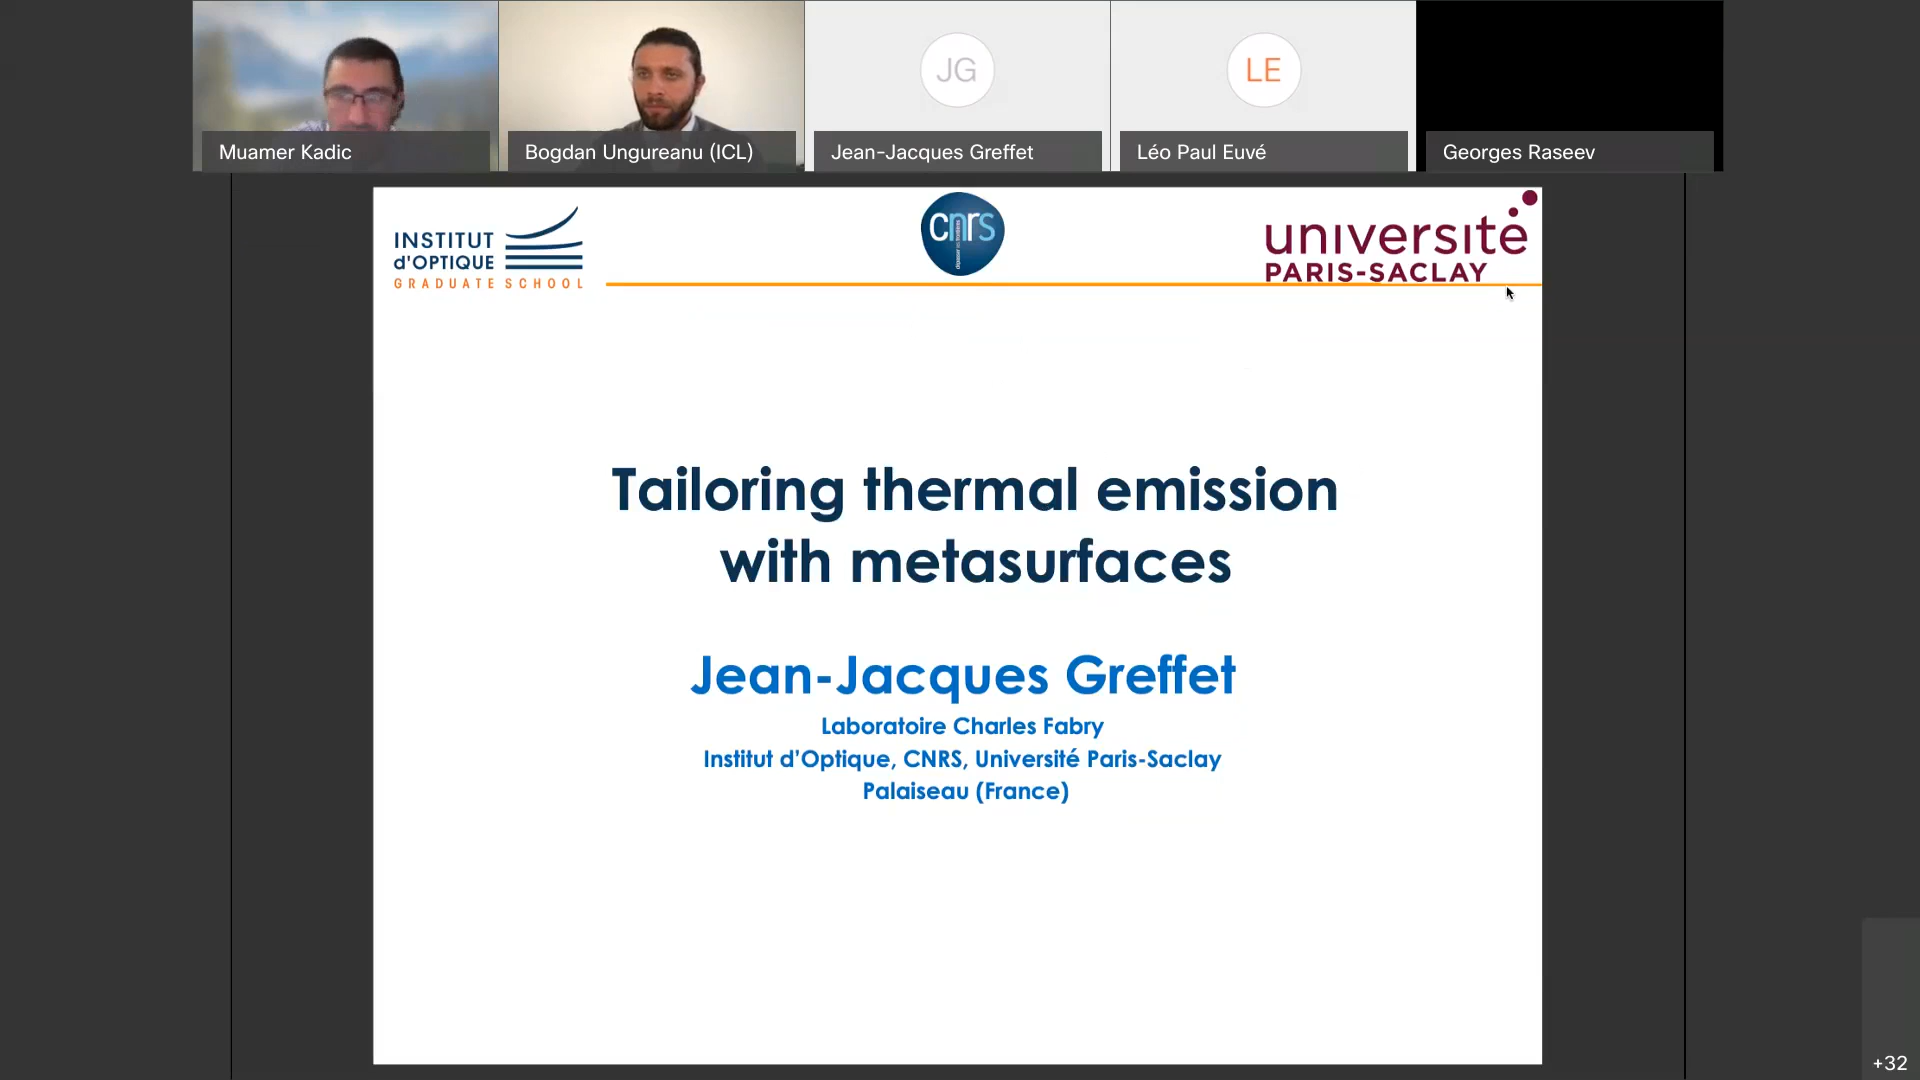 JG
LE
Muamer Kadic
Bogdan Ungureanu (ICL)
Jean-Jacques Greffet
Léo Paul Euvé
Georges Raseev
INSTITUT
d'OPTIQUE
GRADUATE SCHOOL
cnrs
université
PARIS-SACLAY
Tailoring thermal emission
with metasurfaces
Jean-Jacques Greffet
Laboratoire Charles Fabry
Institut d’Optique, CNRS, Université Paris-Saclay
Palaiseau (France)
+32